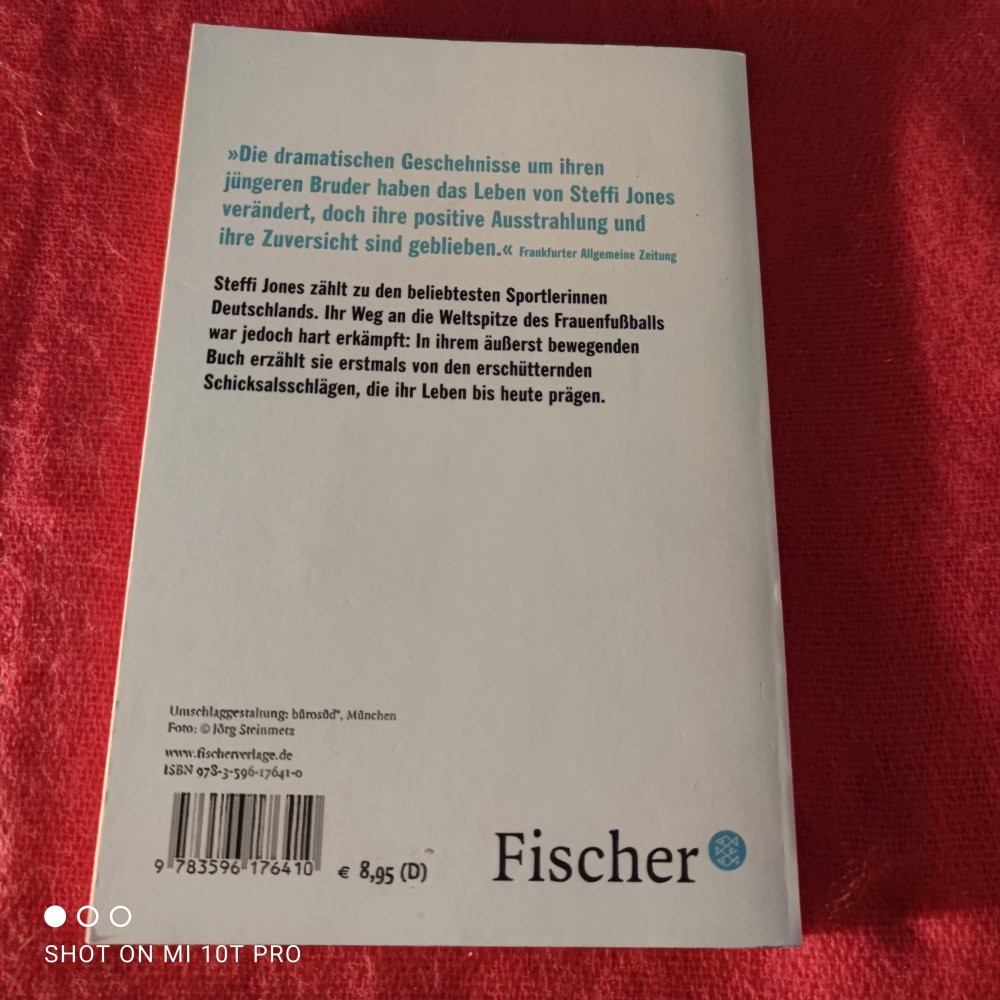 »Die dramatischen Geschehnisse um ihren
jüngeren Bruder haben das Leben von Steffi Jones
verändert, doch ihre positive Ausstrahlung und
ihre Zuversicht sind geblieben.« Frankfurter Allgemeine Zeitung
Steffi Jones zählt zu den beliebtesten Sportlerinnen
Deutschlands. Ihr Weg an die Weltspitze des Frauenfußballs
war jedoch hart erkämpft: In ihrem äußerst bewegenden
Buch erzählt sie erstmals von den erschütternden
Schicksalsschlägen, die ihr Leben bis heute prägen.
Umschlaggestaltung: bürosüd°, München
Foto: © Jörg Steinmetz
www.fischerverlage.de
ISBN 978-3-596-17641-0
9 783596 176410
€ 8,95 (D)
Fischer
SHOT ON MI 10T PRO